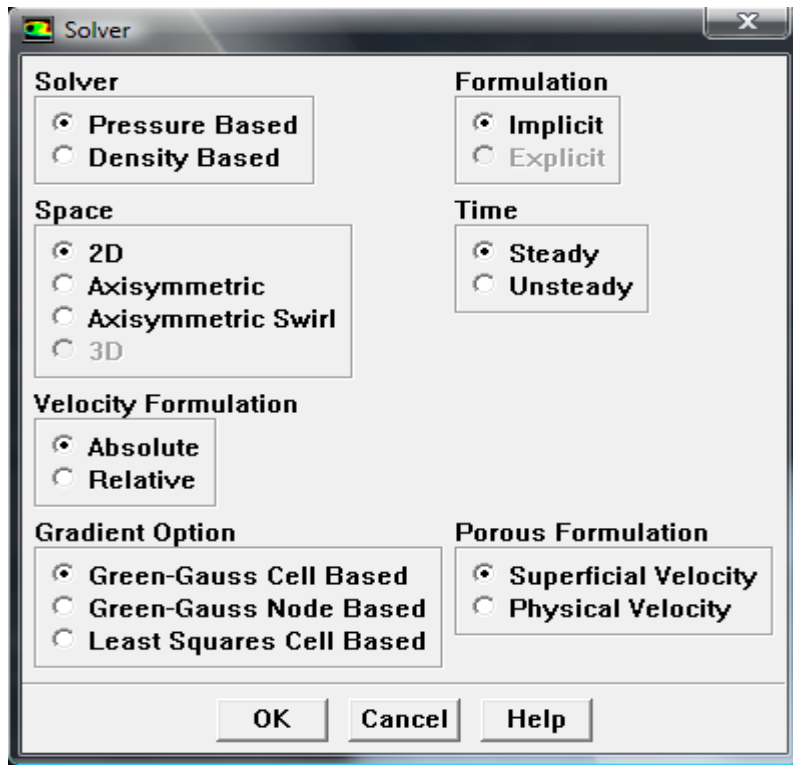 Solver
Solver
Pressure Based
Density Based
Formulation
Implicit
Explicit
Space
2D
Axisymmetric
Axisymmetric Swirl
3D
Time
Steady
Unsteady
Velocity Formulation
Absolute
Relative
Gradient Option
Green-Gauss Cell Based
Green-Gauss Node Based
Least Squares Cell Based
Porous Formulation
Superficial Velocity
Physical Velocity
OK
Cancel
Help